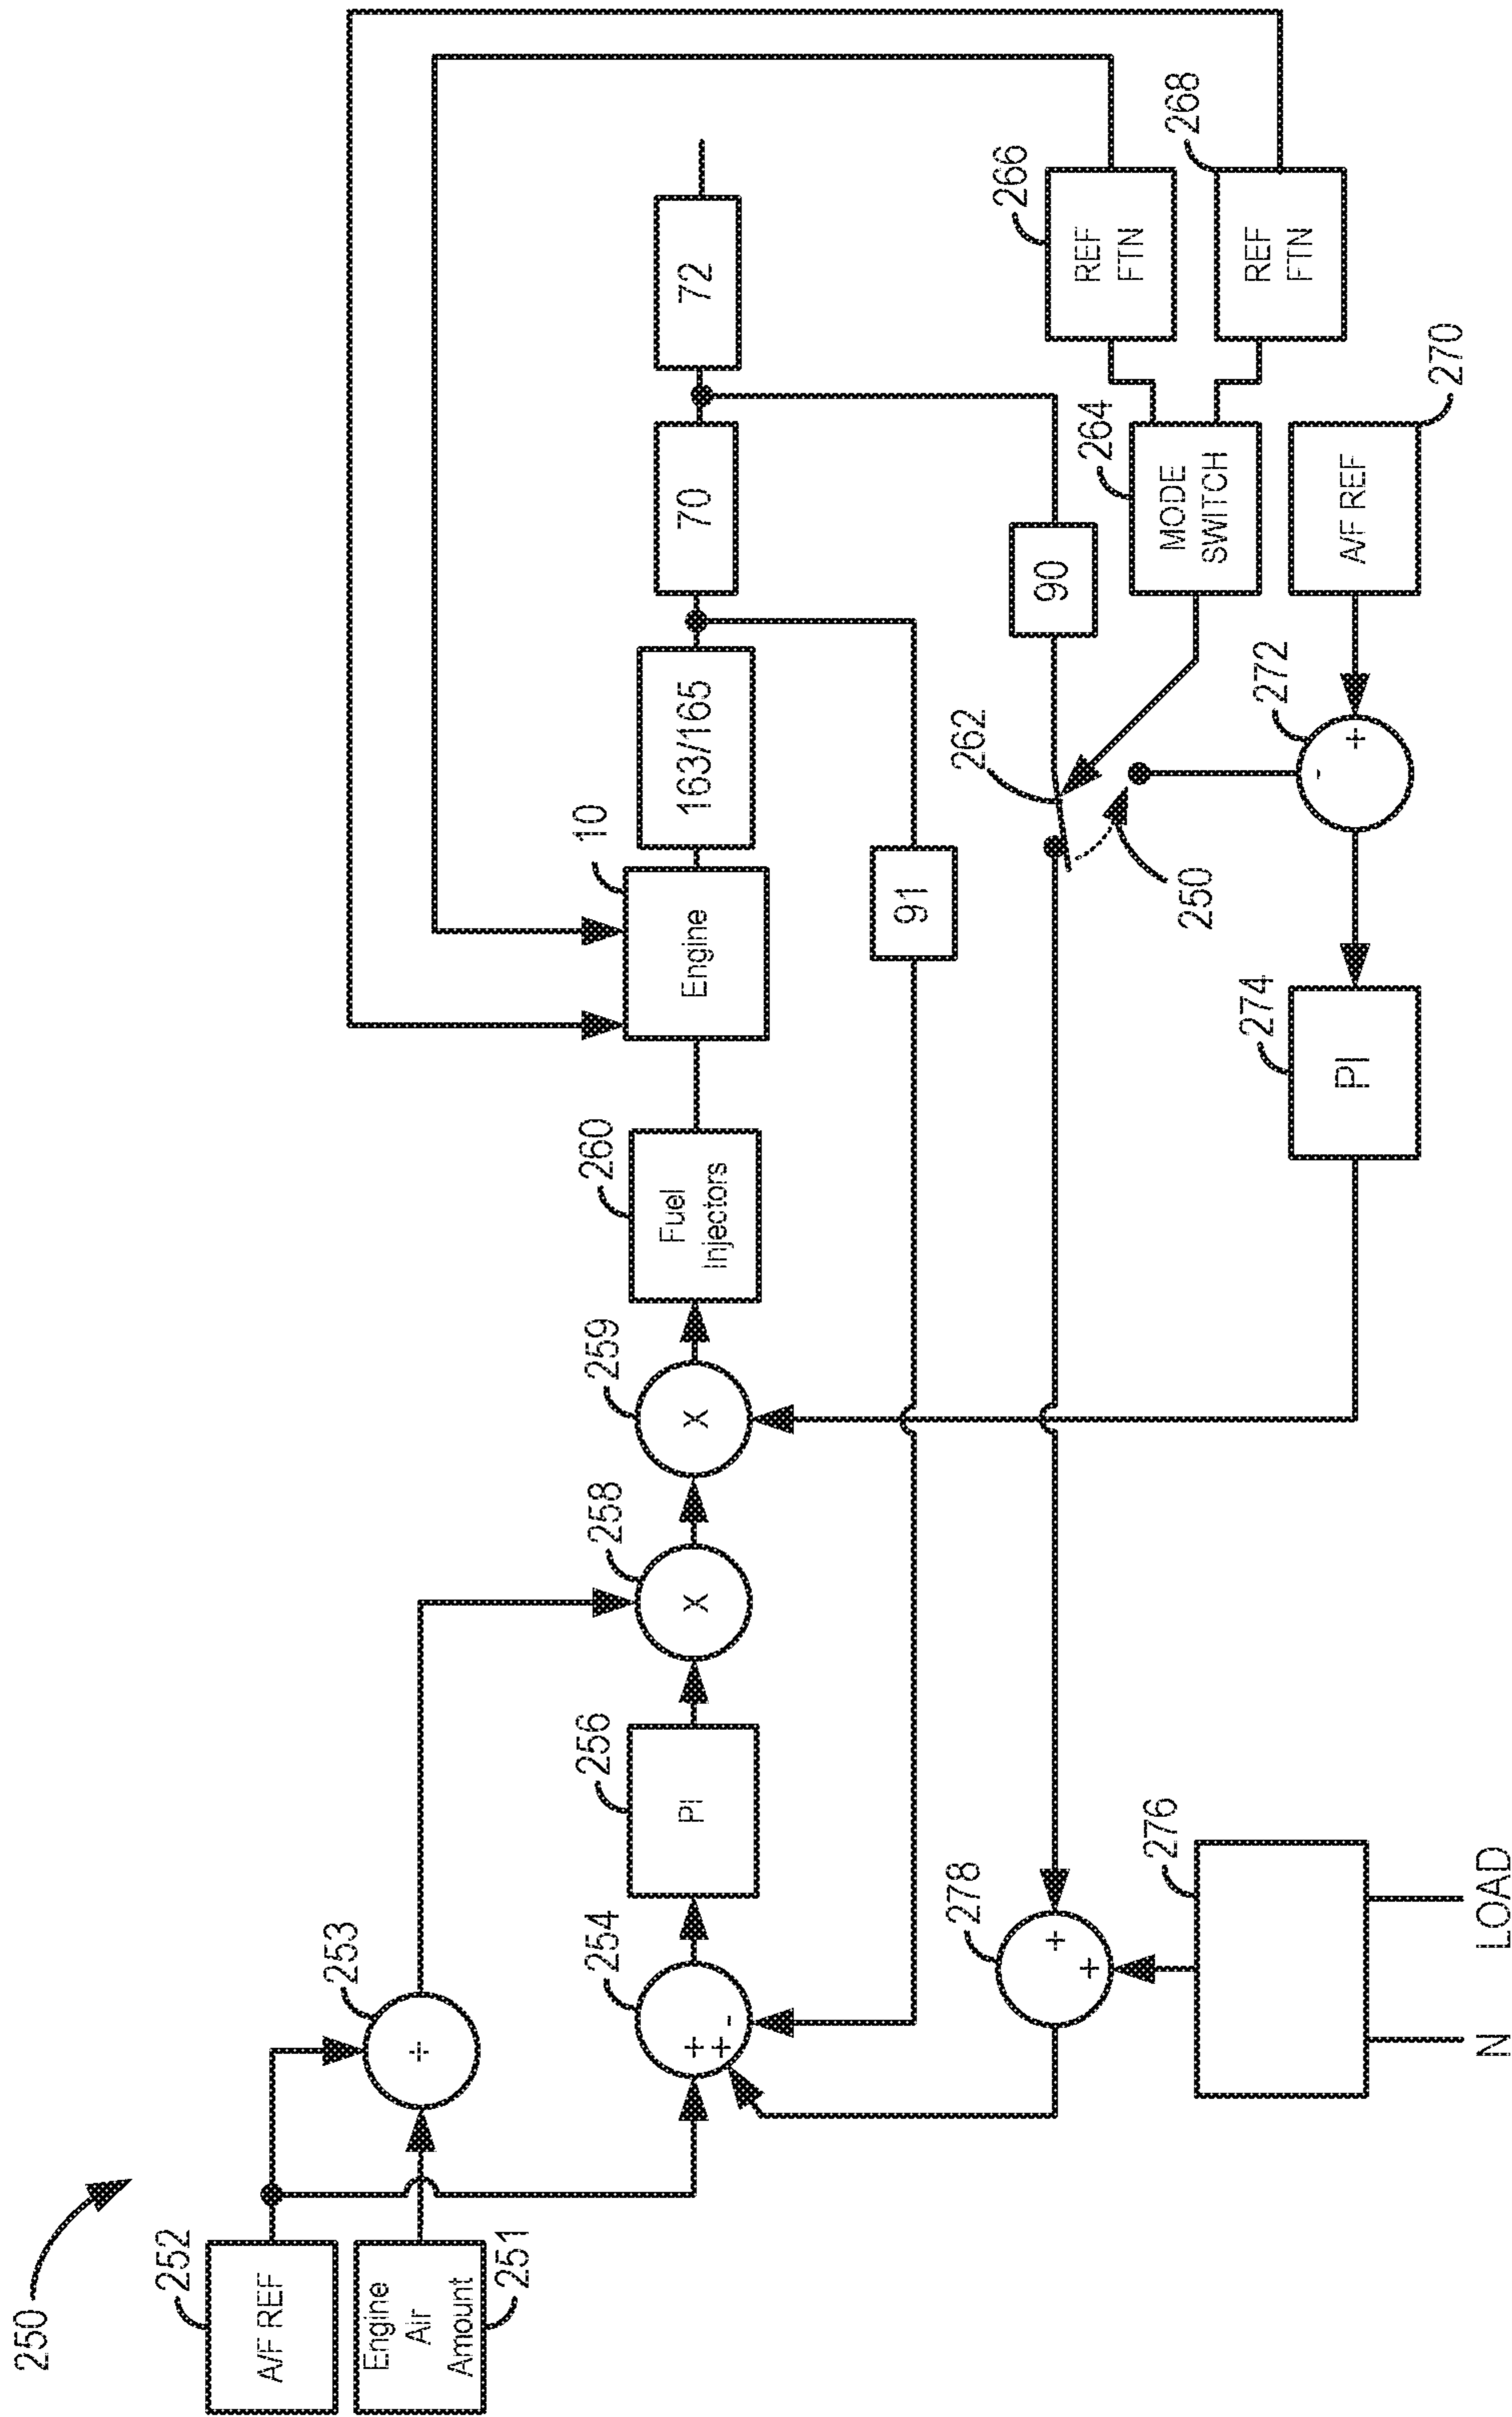 250
252
A/F REF
Engine
Air
Amount
251
253
÷
254
+
+
-
256
PI
258
X
259
X
260
Fuel
Injectors
10
Engine
163/165
70
72
91
90
262
250
264
MODE
SWITCH
266
REF
FTN
268
REF
FTN
270
A/F REF
272
+
-
274
PI
276
278
+
+
N
LOAD